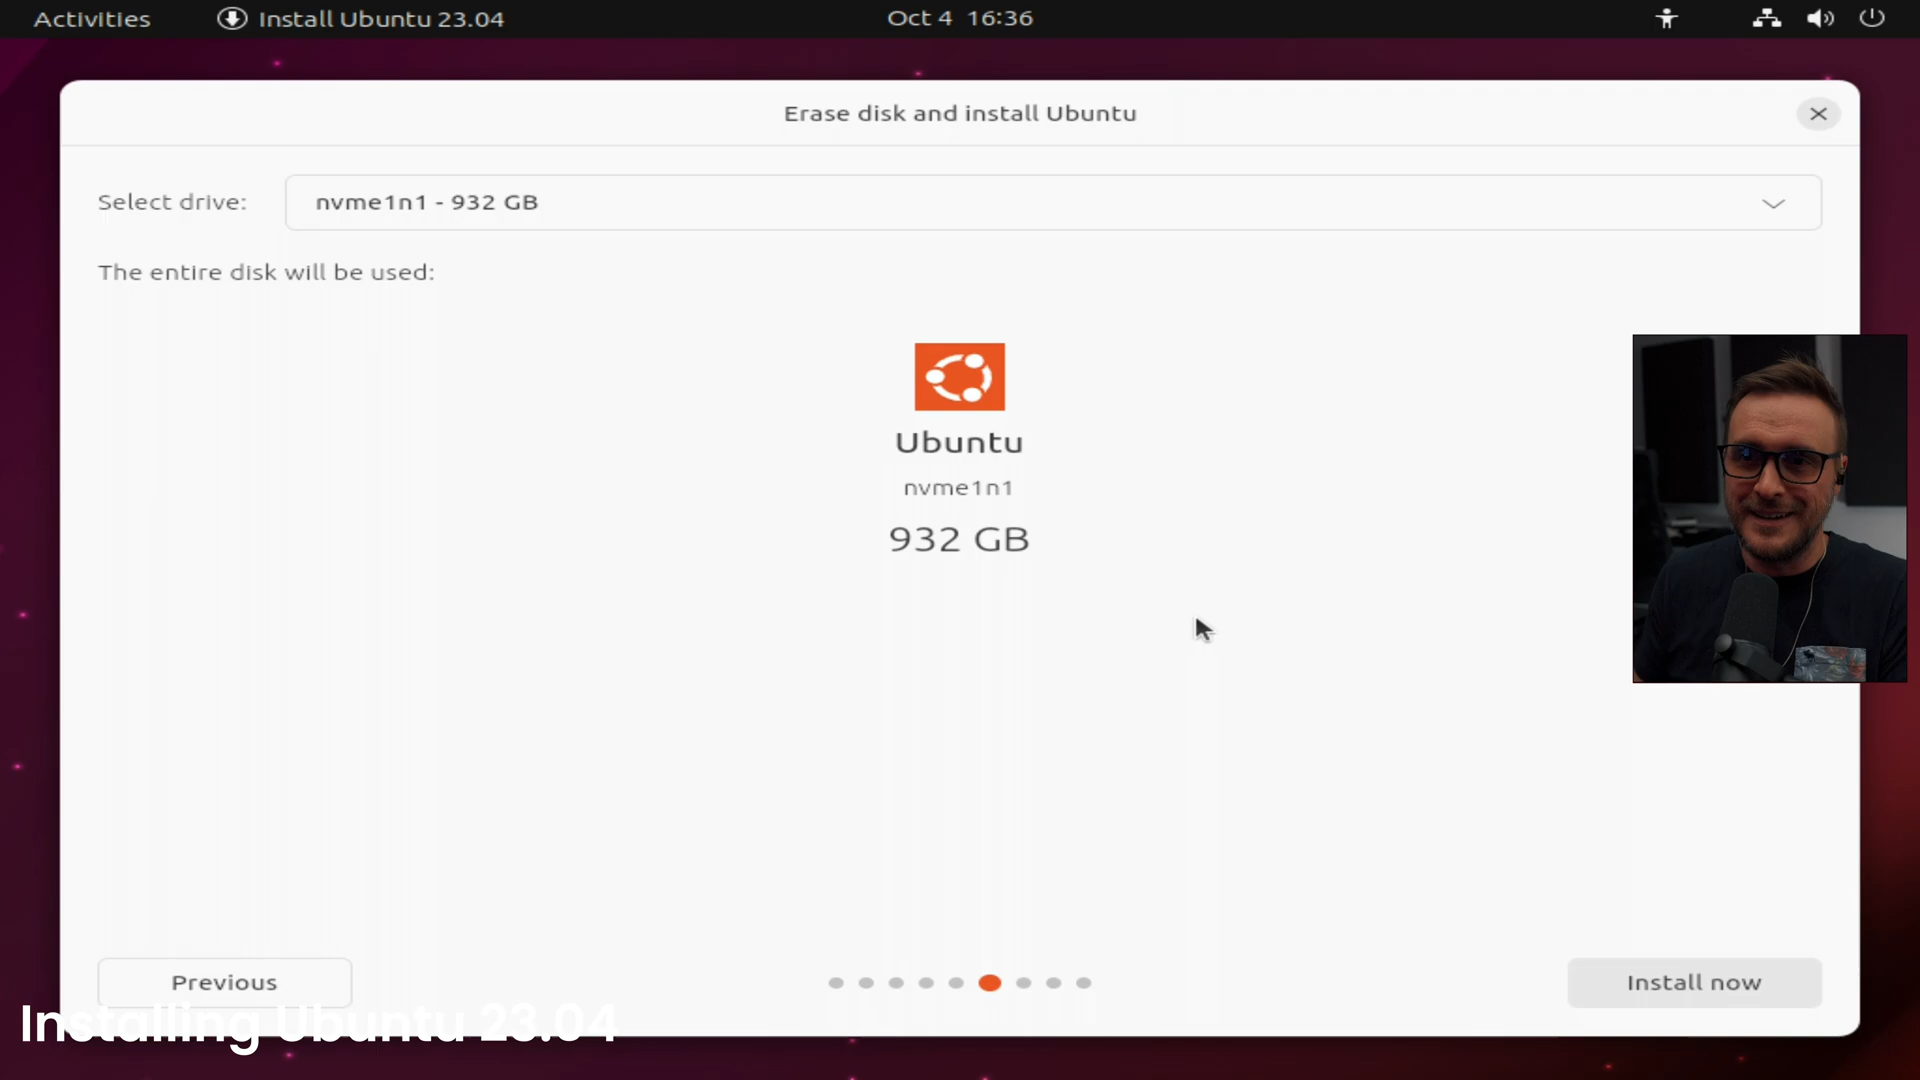 Activities
Install Ubuntu 23.04
Oct 4 16:36
Erase disk and install Ubuntu
Select drive:
nvme1n1 - 932 GB
The entire disk will be used:
Ubuntu
nvme1n1
932 GB
Previous
Install now
Installing Ubuntu 23.04